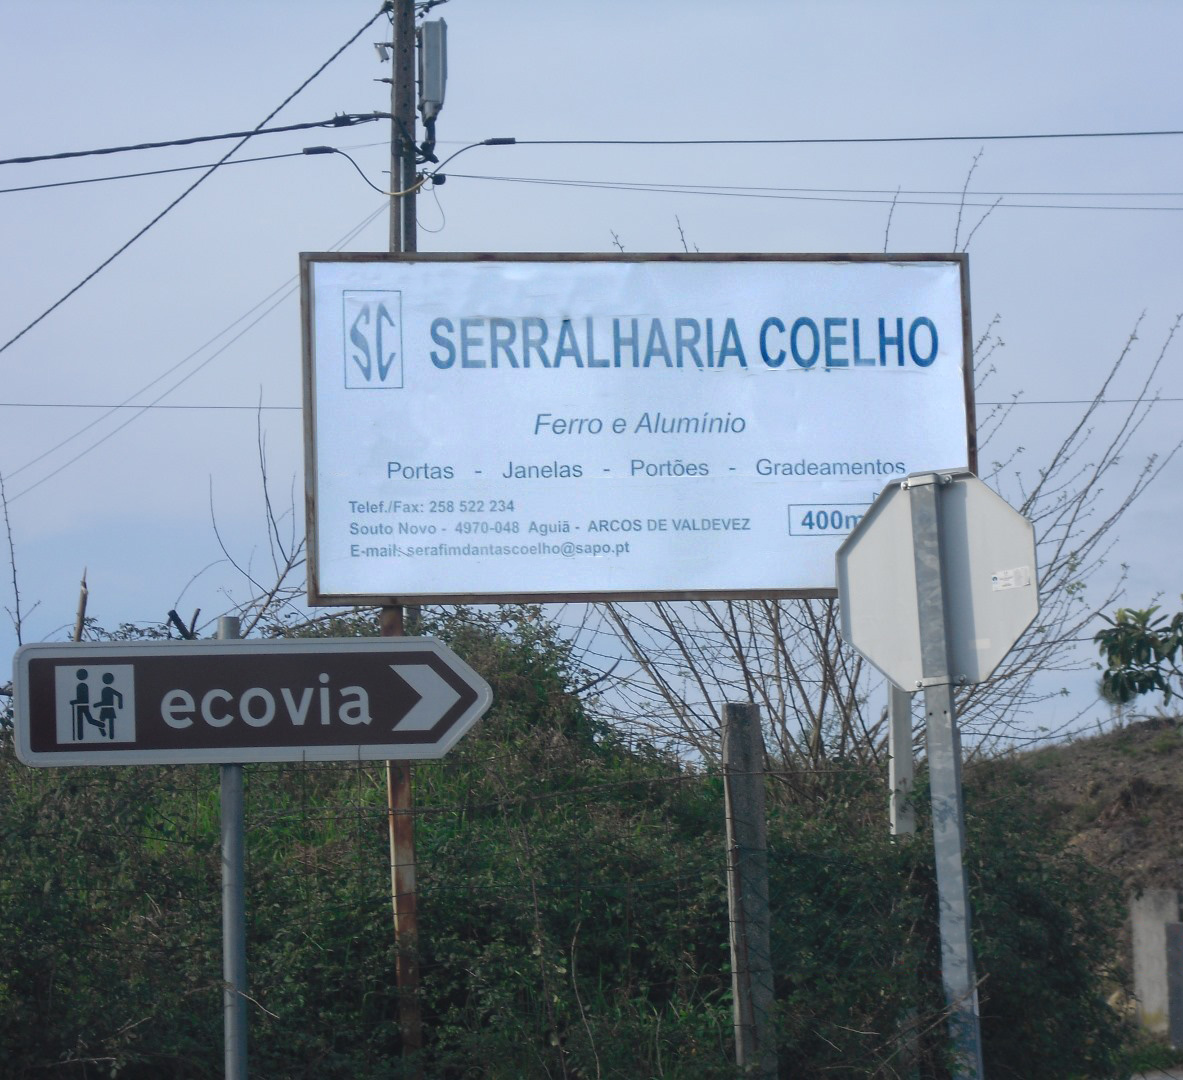 SC
SERRALHARIA COELHO
Ferro e Alumínio
Portas - Janelas - Portões - Gradeamentos
Telef./Fax: 258 522 234
Souto Novo - 4970-048 Aguiã - ARCOS DE VALDEVEZ
400m
E-mail: serafimdantascoelho@sapo.pt
ecovia